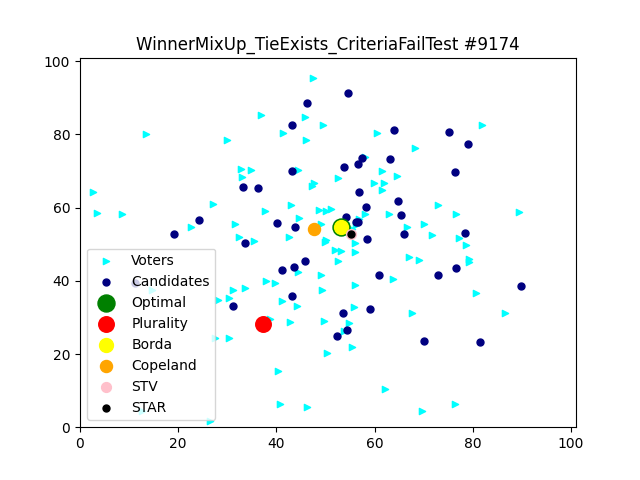 WinnerMixUp_TieExists_CriteriaFailTest #9174
100
80
60
40
20
0
Voters
Candidates
Optimal
Plurality
Borda
Copeland
STV
STAR
0 20 40 60 80 100